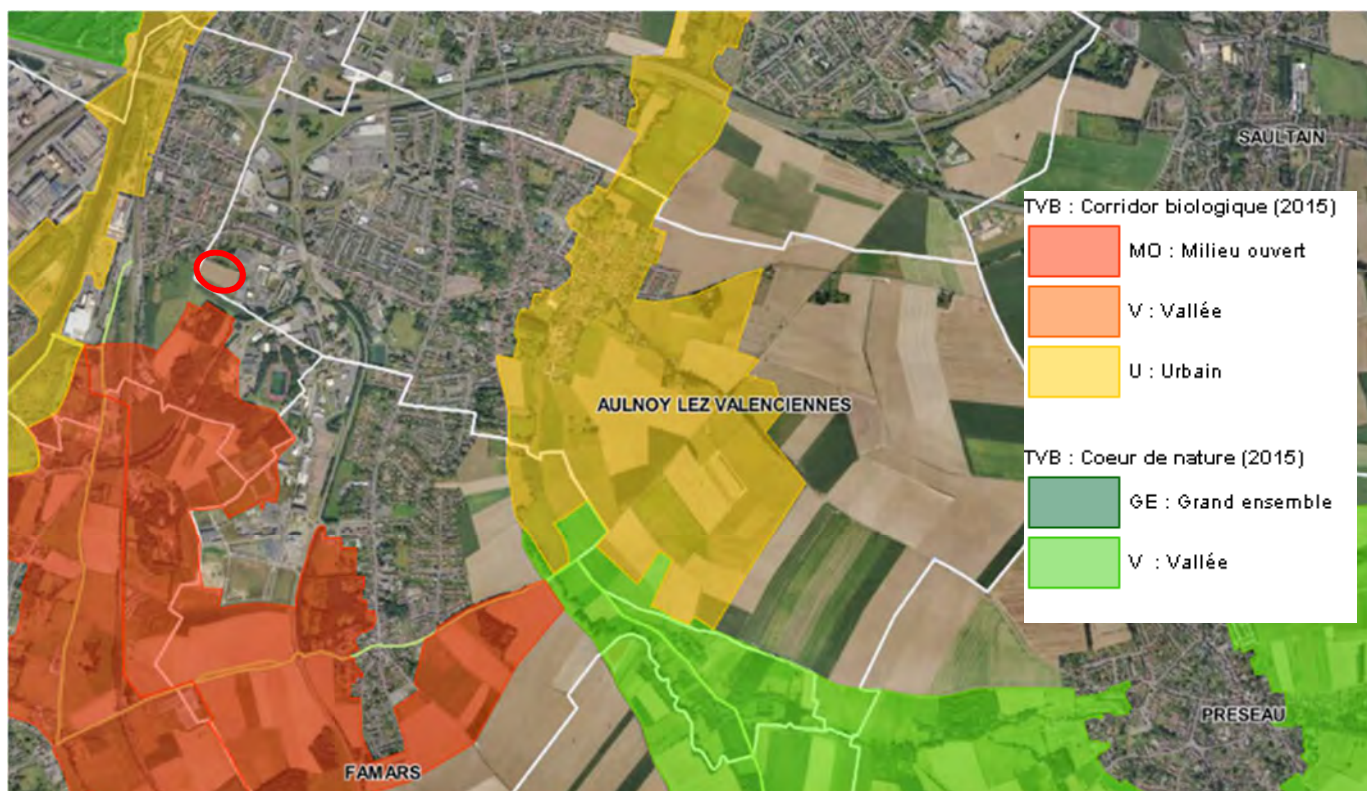 SAULTAIN
TVB : Corridor biologique (2015)
MO : Milieu ouvert
V : Vallée
U : Urbain
AULNOY LEZ VALENCIENNES
TVB : Coeur de nature (2015)
GE : Grand ensemble
V : Vallée
PRESEAU
FAMARS